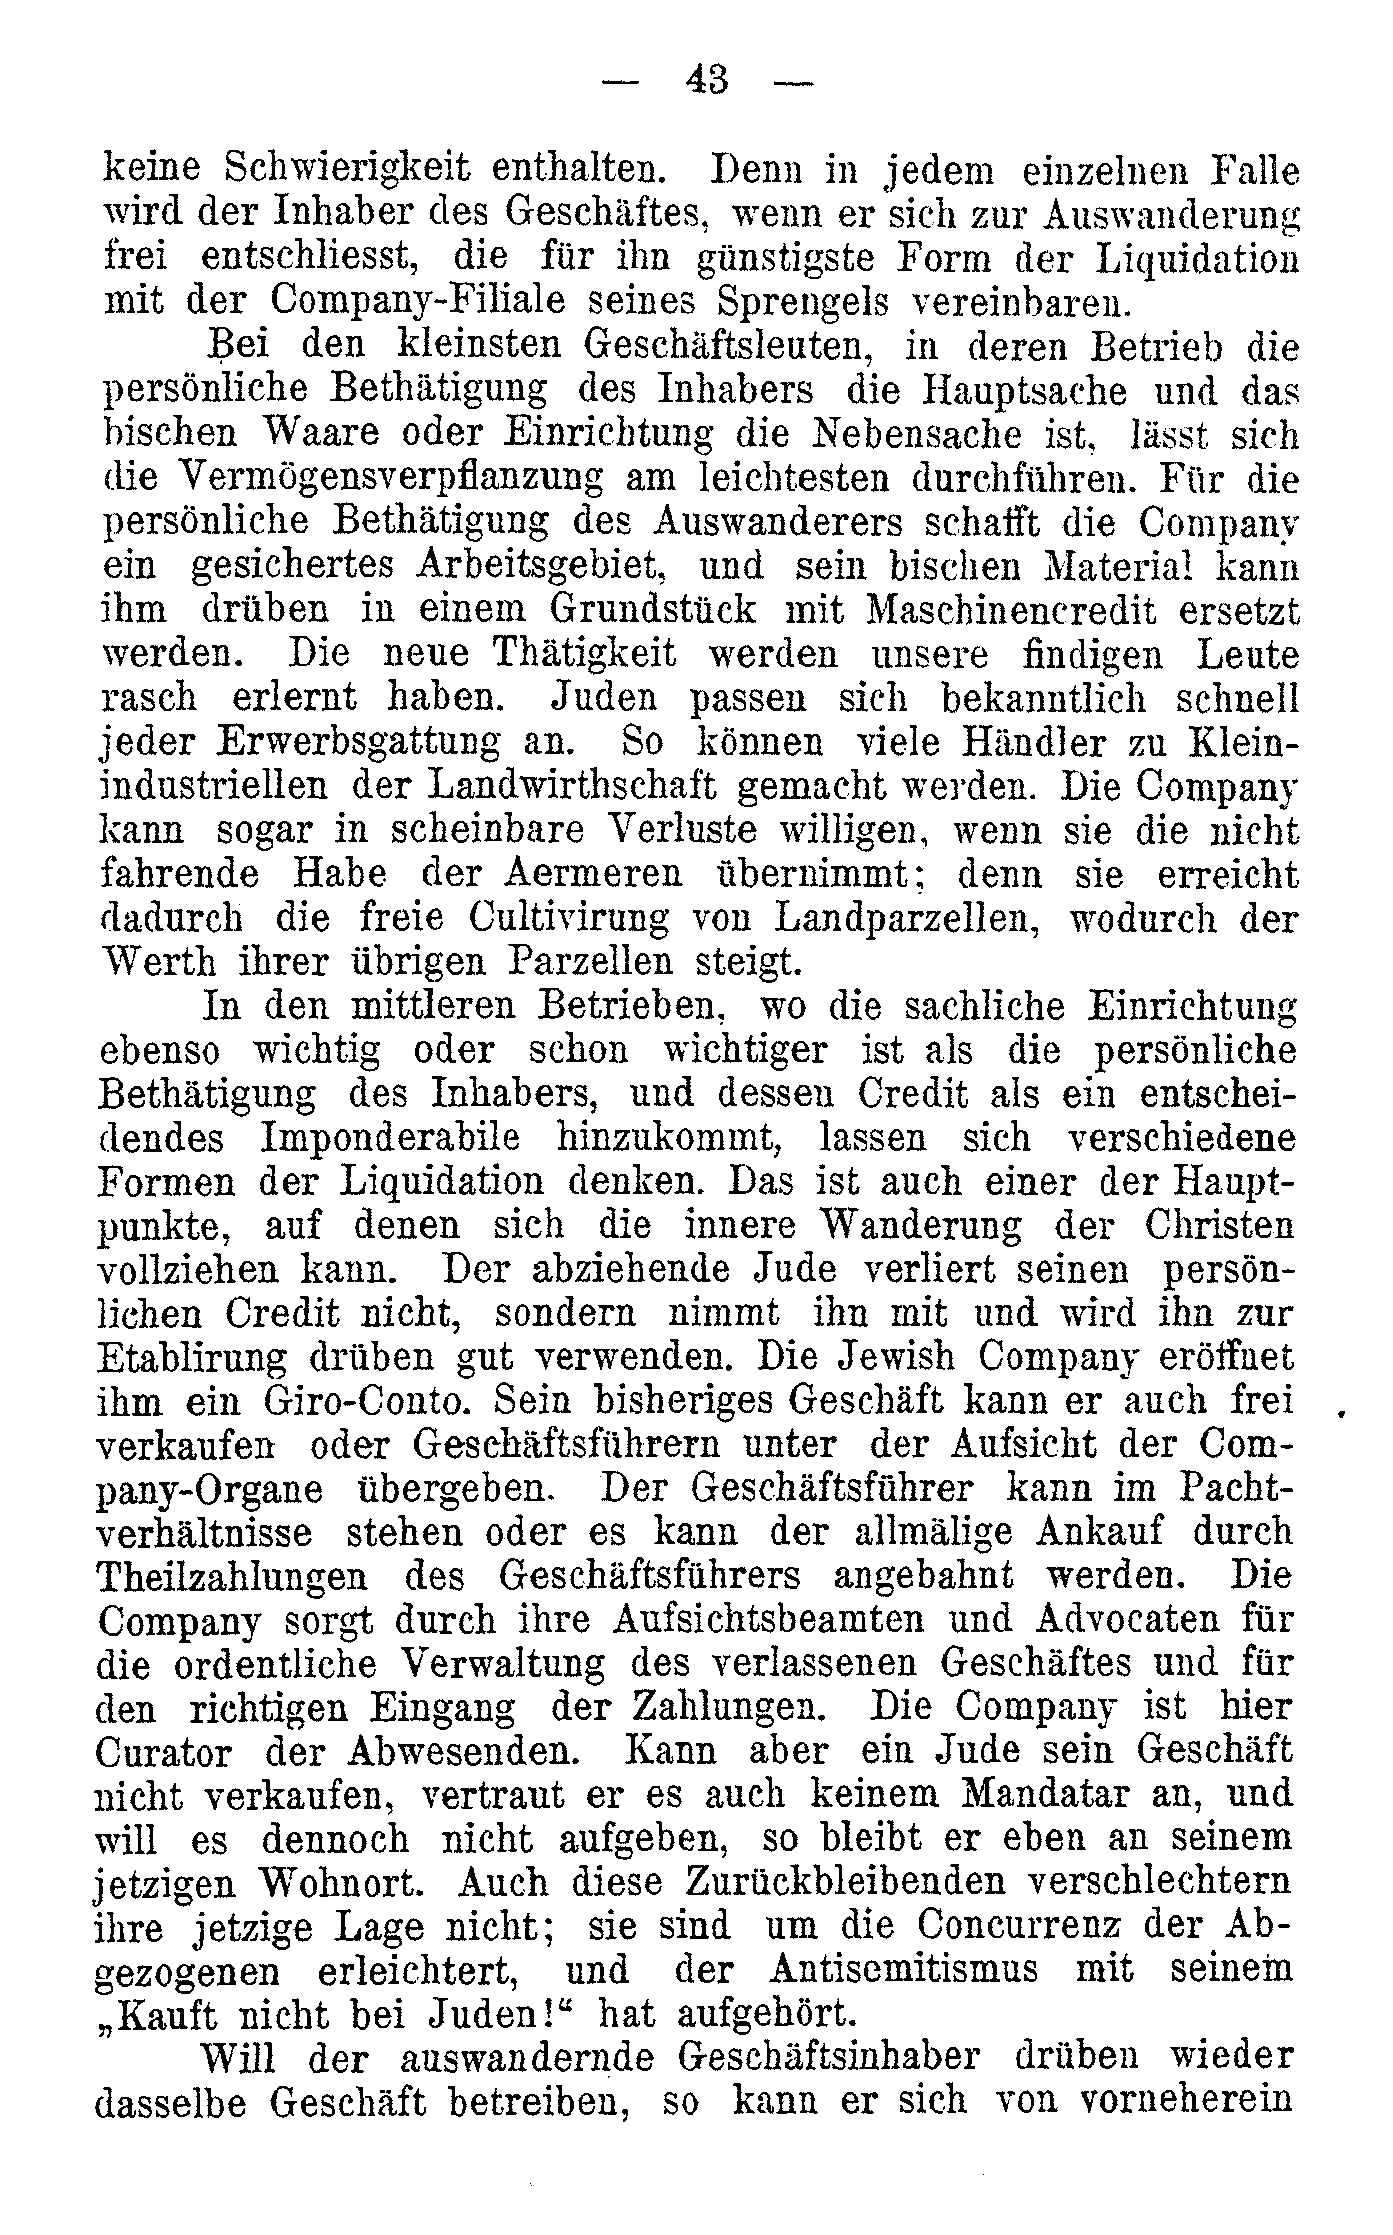 — 43 —
keine Schwierigkeit enthalten. Denn in jedem einzelnen Falle
wird der Inhaber des Geschäftes, wenn er sich zur Auswanderung
frei entschliesst, die für ihn günstigste Form der Liquidation
mit der Company-Filiale seines Sprengels vereinbaren.
Bei den kleinsten Geschäftsleuten, in deren Betrieb die
persönliche Bethätigung des Inhabers die Hauptsache und das
bischen Waare oder Einrichtung die Nebensache ist, lässt sich
die Vermögensverpflanzung am leichtesten durchführen. Für die
persönliche Bethätigung des Auswanderers schafft die Company
ein gesichertes Arbeitsgebiet, und sein bischen Material kann
ihm drüben in einem Grundstück mit Maschinencredit ersetzt
werden. Die neue Thätigkeit werden unsere findigen Leute
rasch erlernt haben. Juden passen sich bekanntlich schnell
jeder Erwerbsgattung an. So können viele Händler zu Klein-
industriellen der Landwirthschaft gemacht werden. Die Company
kann sogar in scheinbare Verluste willigen, wenn sie die nicht
fahrende Habe der Aermeren übernimmt; denn sie erreicht
dadurch die freie Cultivirung von Landparzellen, wodurch der
Werth ihrer übrigen Parzellen steigt.
In den mittleren Betrieben, wo die sachliche Einrichtung
ebenso wichtig oder schon wichtiger ist als die persönliche
Bethätigung des Inhabers, und dessen Credit als ein entschei-
dendes Imponderabile hinzukommt, lassen sich verschiedene
Formen der Liquidation denken. Das ist auch einer der Haupt-
punkte, auf denen sich die innere Wanderung der Christen
vollziehen kann. Der abziehende Jude verliert seinen persön-
lichen Credit nicht, sondern nimmt ihn mit und wird ihn zur
Etablirung drüben gut verwenden. Die Jewish Company eröffnet
ihm ein Giro-Conto. Sein bisheriges Geschäft kann er auch frei
verkaufen oder Geschäftsführern unter der Aufsicht der Com-
pany-Organe übergeben. Der Geschäftsführer kann im Pacht-
verhältnisse stehen oder es kann der allmälige Ankauf durch
Theilzahlungen des Geschäftsführers angebahnt werden. Die
Company sorgt durch ihre Aufsichtsbeamten und Advocaten für
die ordentliche Verwaltung des verlassenen Geschäftes und für
den richtigen Eingang der Zahlungen. Die Company ist hier
Curator der Abwesenden. Kann aber ein Jude sein Geschäft
nicht verkaufen, vertraut er es auch keinem Mandatar an, und
will es dennoch nicht aufgeben, so bleibt er eben an seinem
jetzigen Wohnort. Auch diese Zurückbleibenden verschlechtern
ihre jetzige Lage nicht; sie sind um die Concurrenz der Ab-
gezogenen erleichtert, und der Antisemitismus mit seinem
„Kauft nicht bei Juden!“ hat aufgehört.
Will der auswandernde Geschäftsinhaber drüben wieder
dasselbe Geschäft betreiben, so kann er sich von vorneherein